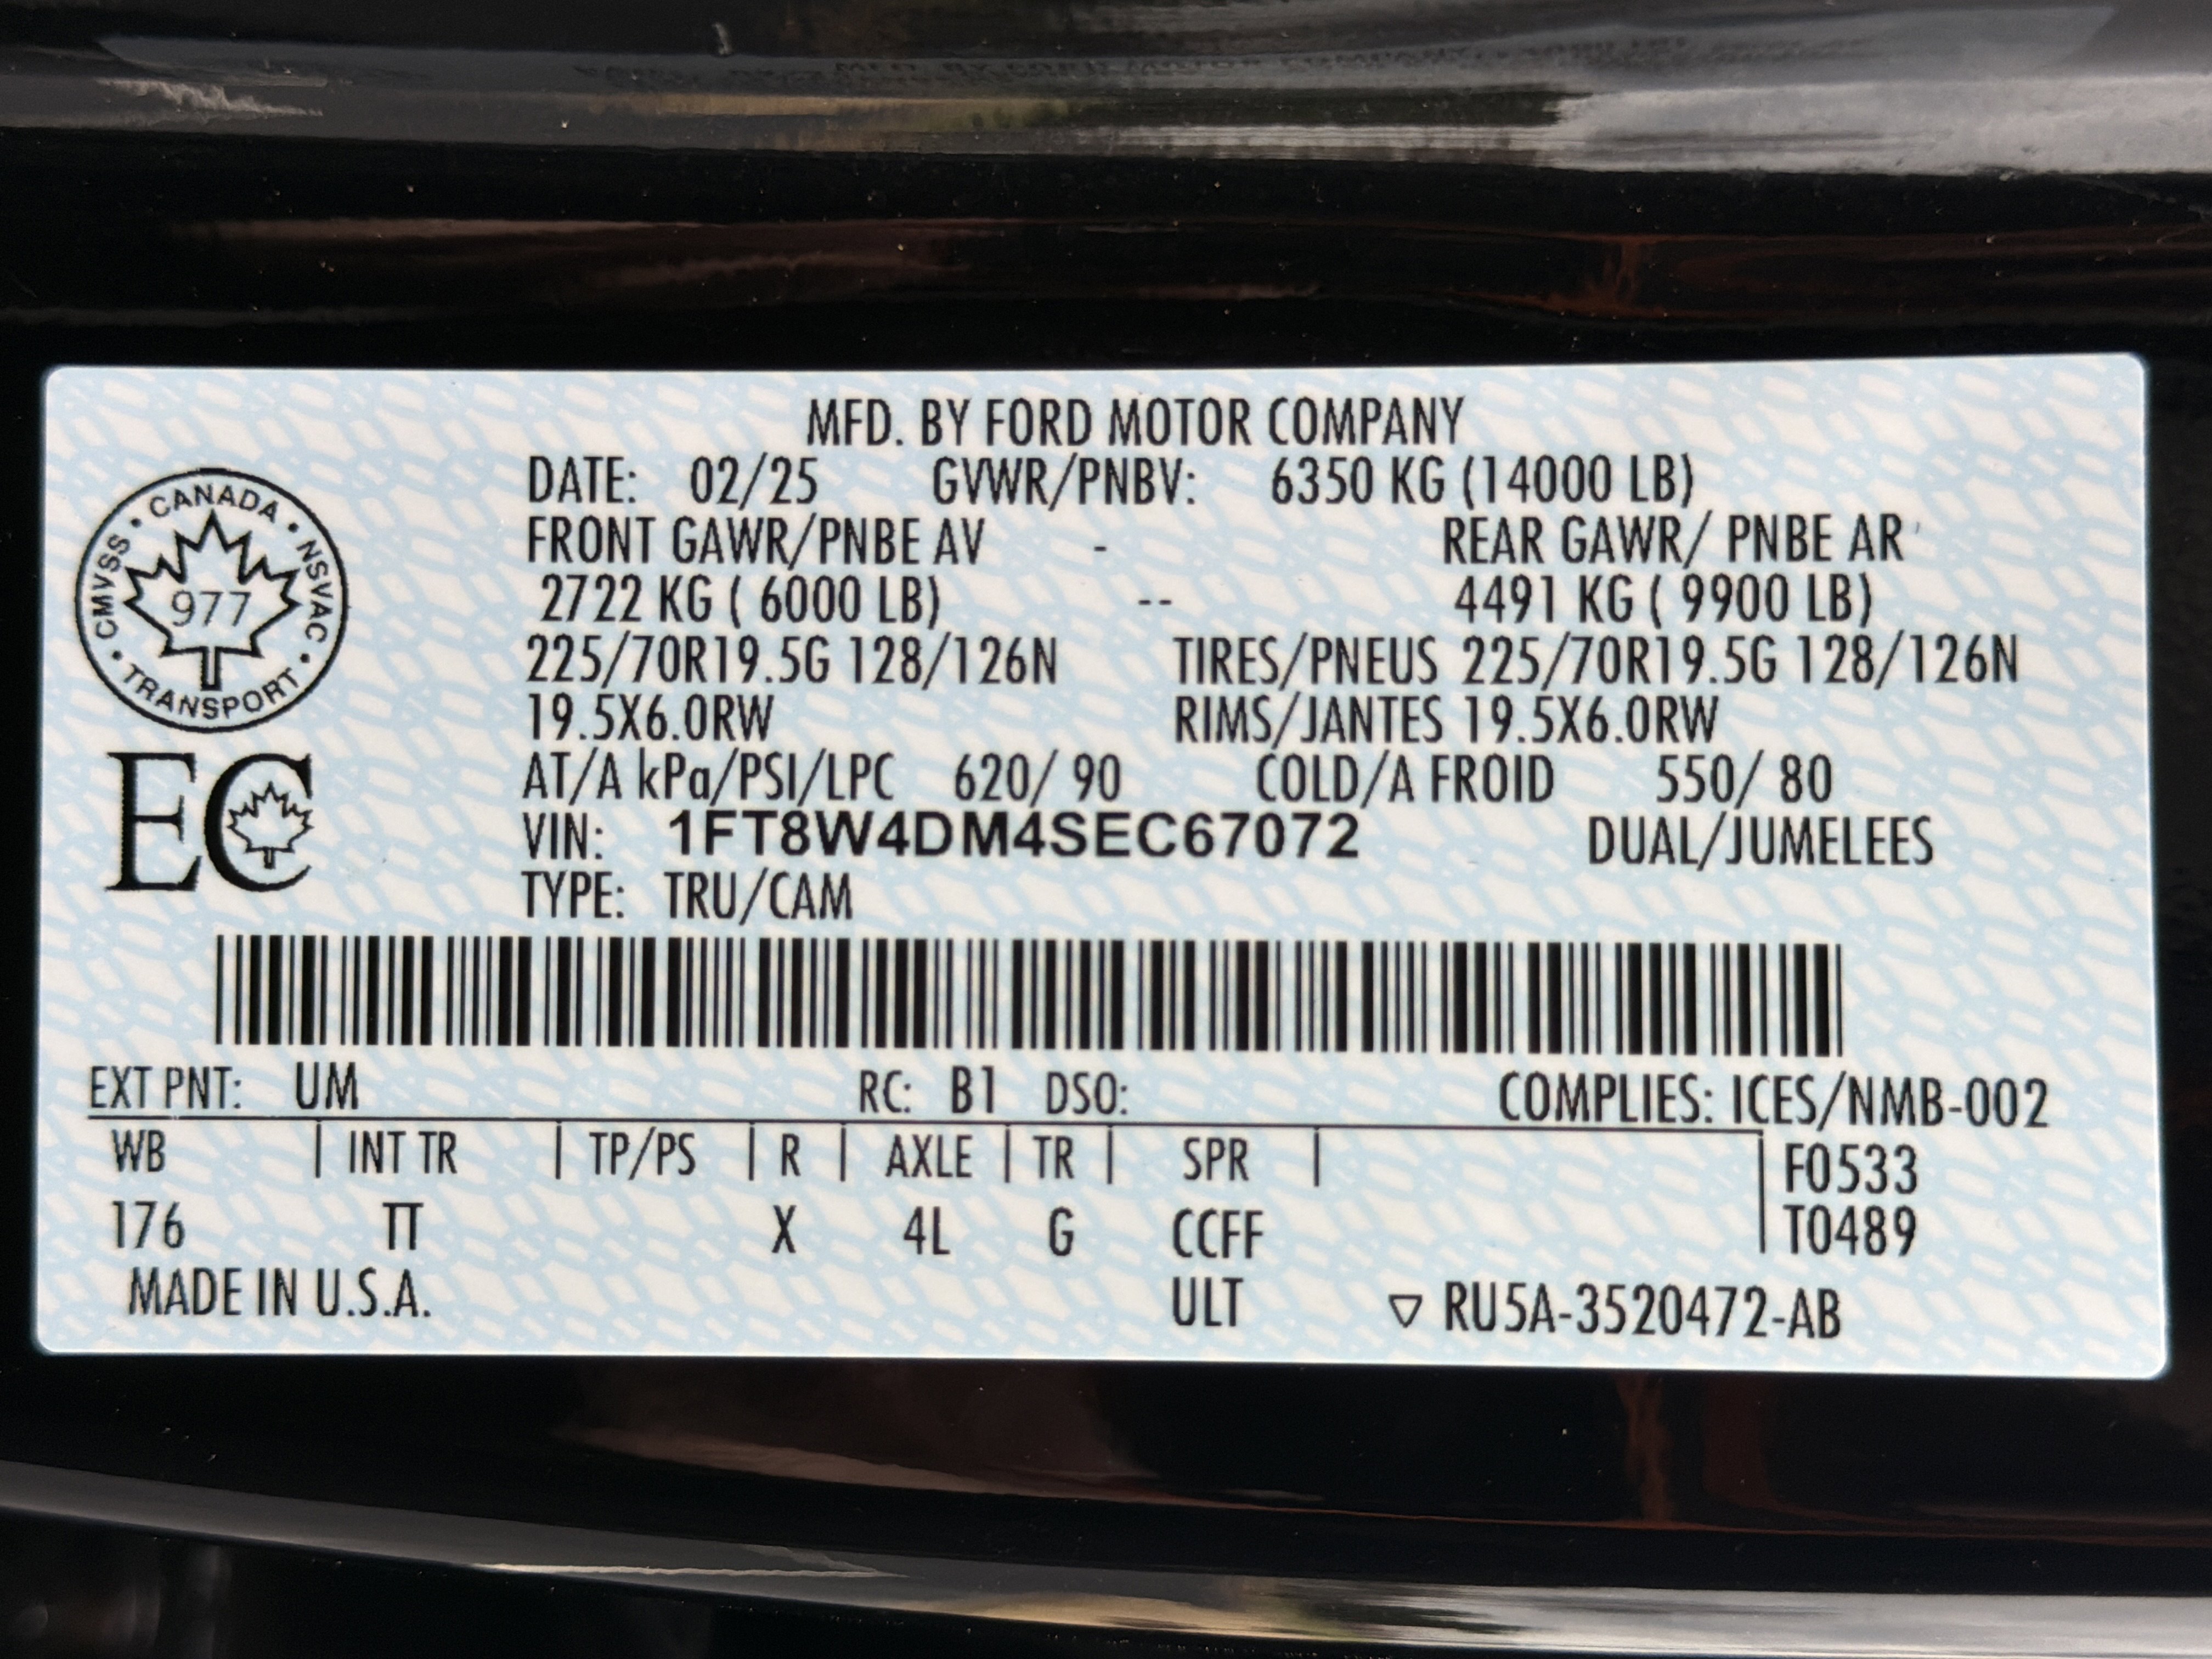 MFD. BY FORD MOTOR COMPANY
DATE: 02/25 GVWR/PNBV: 6350 KG (14000 LB)
FRONT GAWR/PNBE AV - REAR GAWR/ PNBE AR
2722 KG ( 6000 LB) -- 4491 KG ( 9900 LB)
225/70R19.5G 128/126N TIRES/PNEUS 225/70R19.5G 128/126N
19.5X6.0RW RIMS/JANTES 19.5X6.0RW
AT/A kPa/PSI/LPC 620/ 90 COLD/A FROID 550/ 80
VIN: 1FT8W4DM4SEC67072 DUAL/JUMELEES
TYPE: TRU/CAM
CANADA • NSVAC • TRANSPORT • CMVSS •
977
EC
EXT PNT: UM RC: B1 DSO: COMPLIES: ICES/NMB-002
WB | INT TR | TP/PS | R | AXLE | TR | SPR | F0533
176 TT X 4L G CCFF T0489
MADE IN U.S.A. ULT ▽ RU5A-3520472-AB